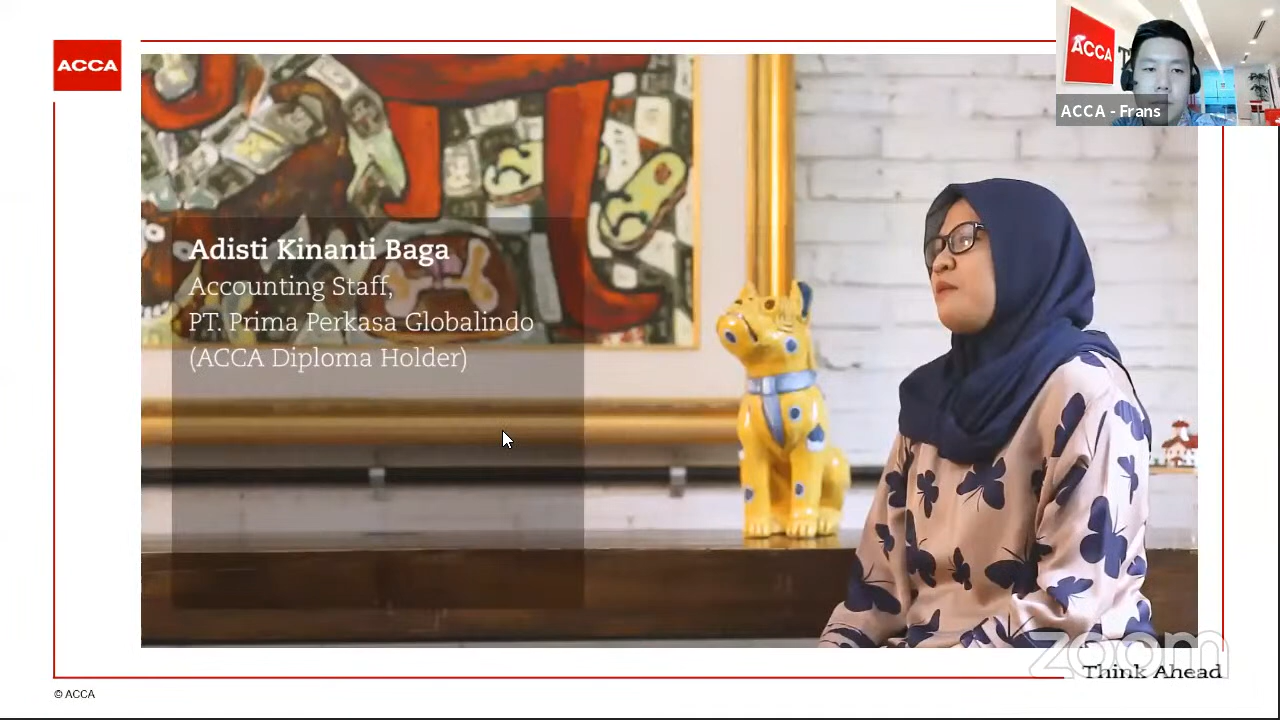 ACCA
ACCA
ACCA - Frans
Adisti Kinanti Baga
Accounting Staff,
PT. Prima Perkasa Globalindo
(ACCA Diploma Holder)
zoom
Think Ahead
© ACCA